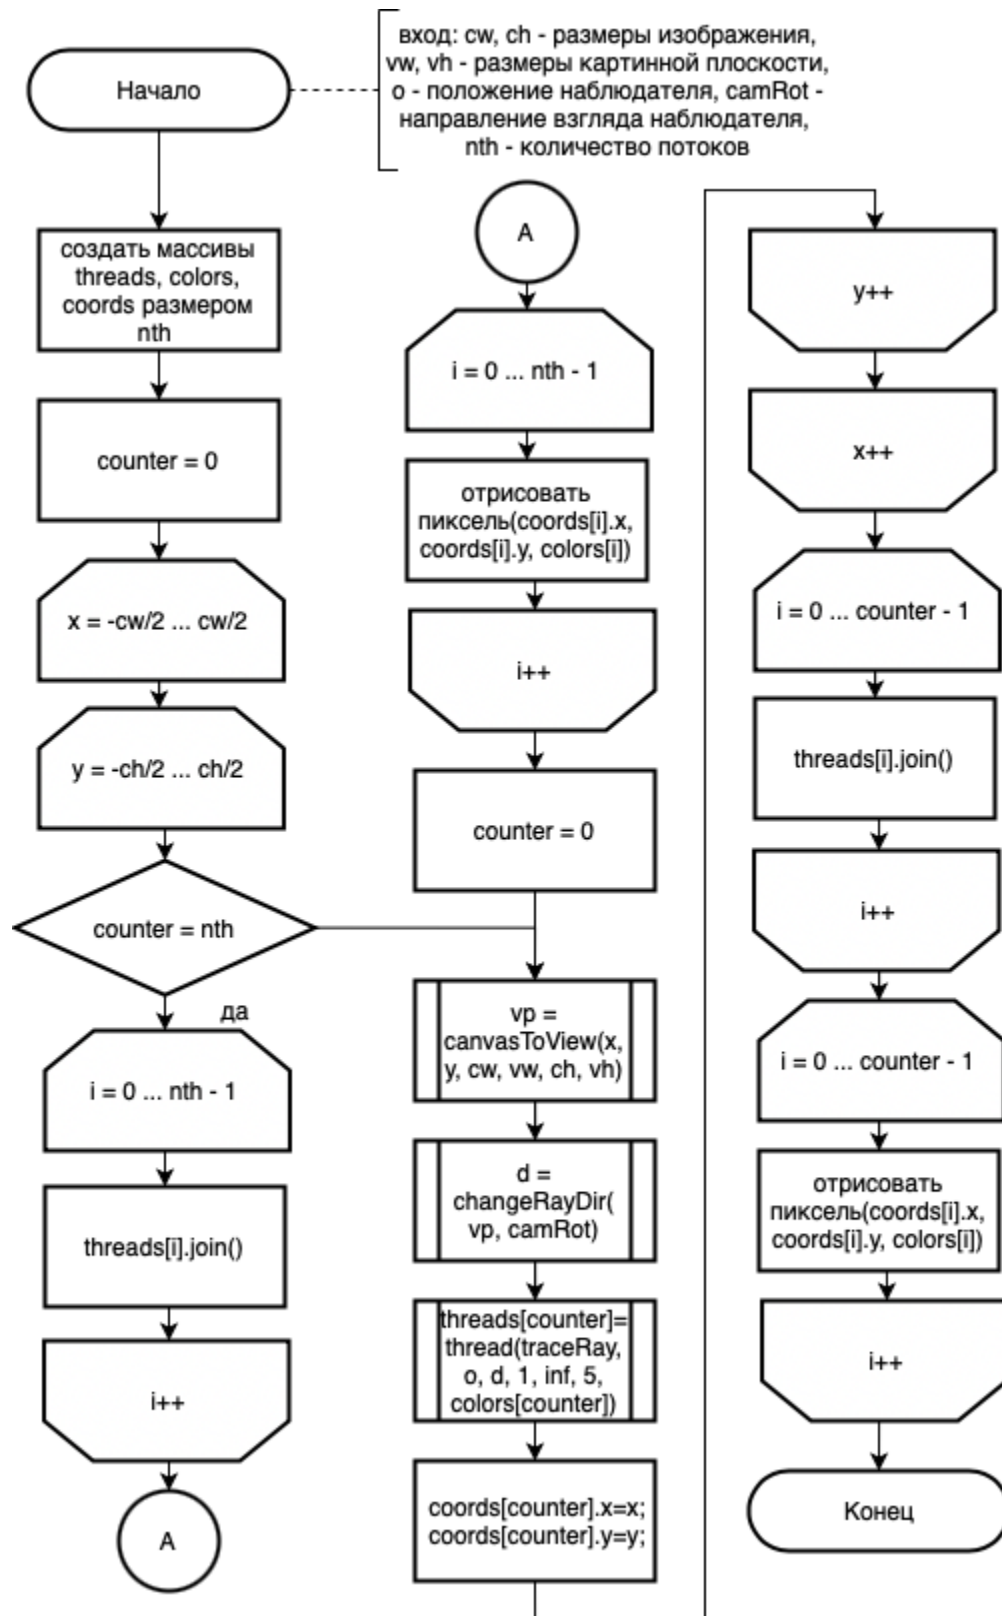 Начало
вход: cw, ch - размеры изображения,
vw, vh - размеры картинной плоскости,
o - положение наблюдателя, camRot -
направление взгляда наблюдателя,
nth - количество потоков
создать массивы
threads, colors,
coords размером
nth
counter = 0
x = -cw/2 ... cw/2
y = -ch/2 ... ch/2
counter = nth
да
i = 0 ... nth - 1
threads[i].join()
i++
A
A
i = 0 ... nth - 1
отрисовать
пиксель(coords[i].x,
coords[i].y, colors[i])
i++
counter = 0
vp =
canvasToView(x,
y, cw, vw, ch, vh)
d =
changeRayDir(
vp, camRot)
threads[counter]=
thread(traceRay,
o, d, 1, inf, 5,
colors[counter])
coords[counter].x=x;
coords[counter].y=y;
y++
x++
i = 0 ... counter - 1
threads[i].join()
i++
i = 0 ... counter - 1
отрисовать
пиксель(coords[i].x,
coords[i].y, colors[i])
i++
Конец